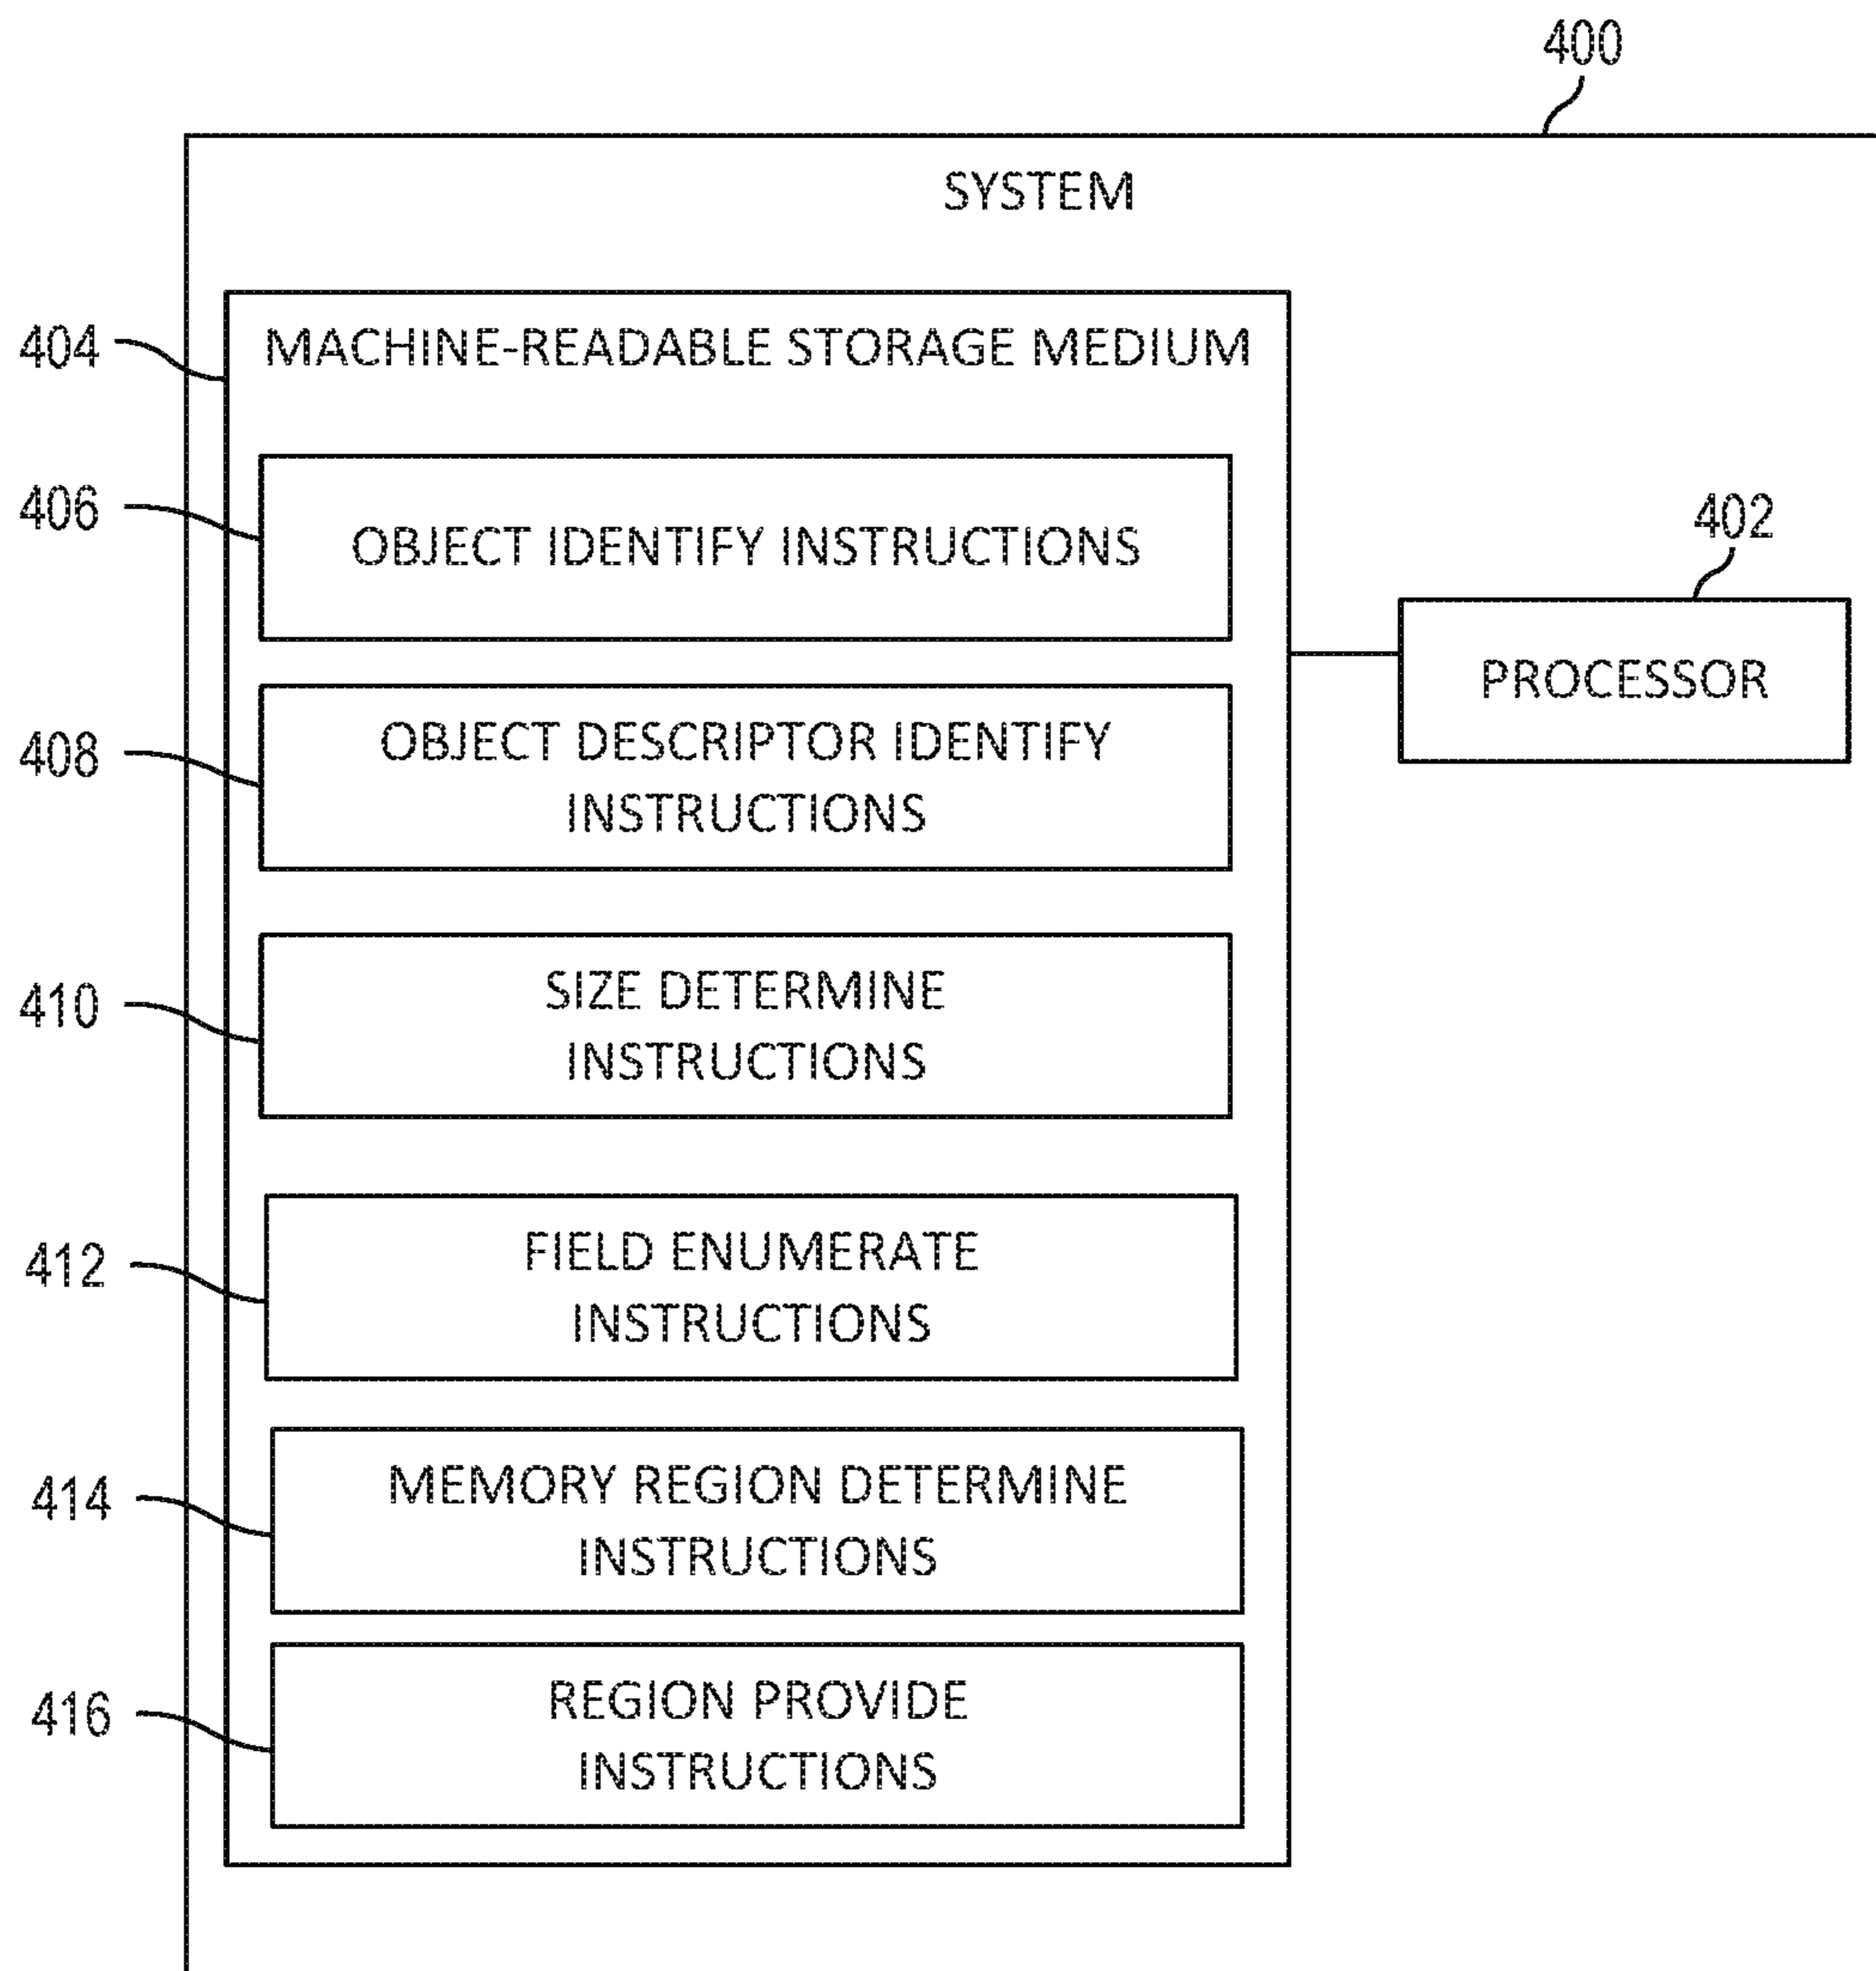 400
SYSTEM
404
MACHINE-READABLE STORAGE MEDIUM
406
OBJECT IDENTIFY INSTRUCTIONS
402
PROCESSOR
408
OBJECT DESCRIPTOR IDENTIFY
INSTRUCTIONS
410
SIZE DETERMINE
INSTRUCTIONS
412
FIELD ENUMERATE
INSTRUCTIONS
414
MEMORY REGION DETERMINE
INSTRUCTIONS
416
REGION PROVIDE
INSTRUCTIONS